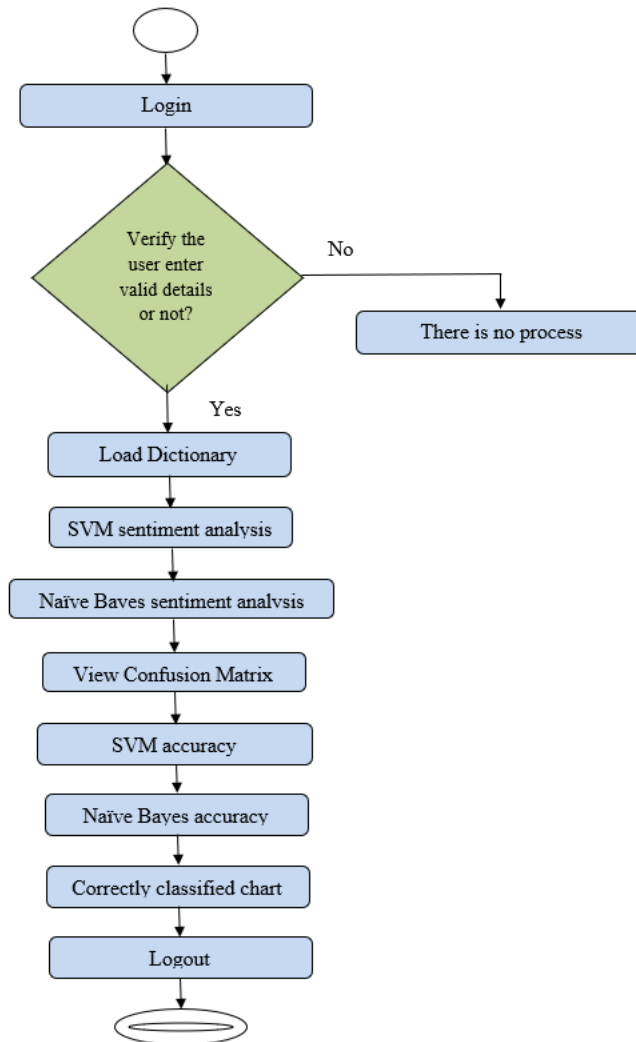 Login
Verify the
user enter
valid details
or not?
No
There is no process
Yes
Load Dictionary
SVM sentiment analysis
Naïve Bayes sentiment analysis
View Confusion Matrix
SVM accuracy
Naïve Bayes accuracy
Correctly classified chart
Logout